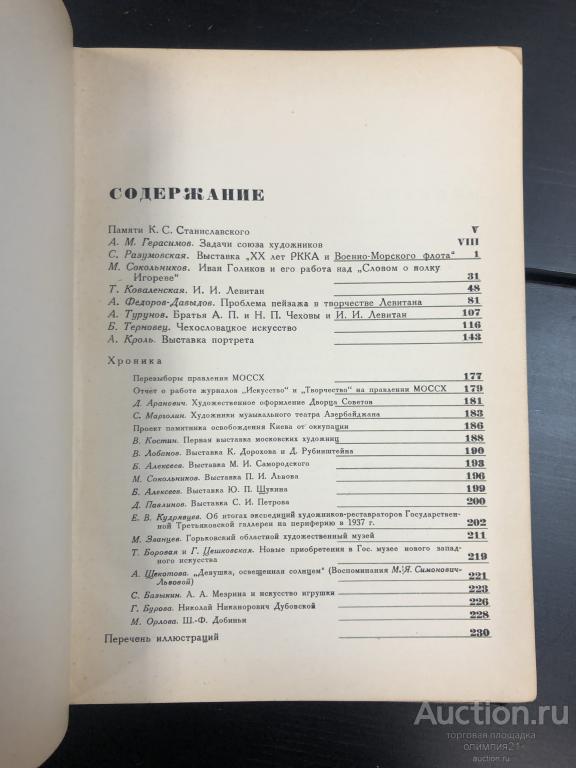 СОДЕРЖАНИЕ
Памяти К. С. Станиславского V
А. М. Герасимов. Задачи союза художников VIII
С. Разумовская. Выставка „XX лет РККА и Военно-Морского флота“ 1
М. Сокольников. Иван Голиков и его работа над „Словом о полку
Игореве“ 31
Т. Коваленская. И. И. Левитан 48
А. Федоров-Давыдов. Проблема пейзажа в творчестве Левитана 81
А. Турунов. Братья А. П. и Н. П. Чеховы и И. И. Левитан 107
Б. Терновец. Чехословацкое искусство 116
А. Кроль. Выставка портрета 143
Хроника
Перевыборы правления МОССХ 177
Отчет о работе журналов „Искусство“ и „Творчество“ на правлении МОССХ 179
Д. Аранович. Художественное оформление Дворца Советов 181
С. Марголин. Художники музыкального театра Азербайджана 183
Проект памятника освобождения Киева от оккупации 186
В. Костин. Первая выставка московских художниц 188
В. Лобанов. Выставка К. Дорохова и Д. Рубинштейна 190
Б. Алексеев. Выставка М. И. Самородского 193
М. Сокольников. Выставка П. И. Львова 196
Б. Алексеев. Выставка Ю. П. Щукина 199
Д. Павлинов. Выставка С. И. Петрова 200
Е. В. Кудрявцев. Об итогах экспедиций художников-реставраторов Государствен-
ной Третьяковской галлереи на периферию в 1937 г. 202
М. Званцев. Горьковский областной художественный музей 211
Т. Боровая и Г. Цешковская. Новые приобретения в Гос. музее нового запад-
ного искусства 219
А. Щекотова. „Девушка, освещенная солнцем“ (Воспоминания М. Я. Симонович-
Львовой) 221
С. Базыкин. А. А. Мезрина и искусство игрушки 223
Г. Бурова. Николай Никанорович Дубовской 226
М. Орлова. Ш.-Ф. Добиньи 228
Перечень иллюстраций 230
Auction.ru
торговая площадка
олимпия21
auction.ru